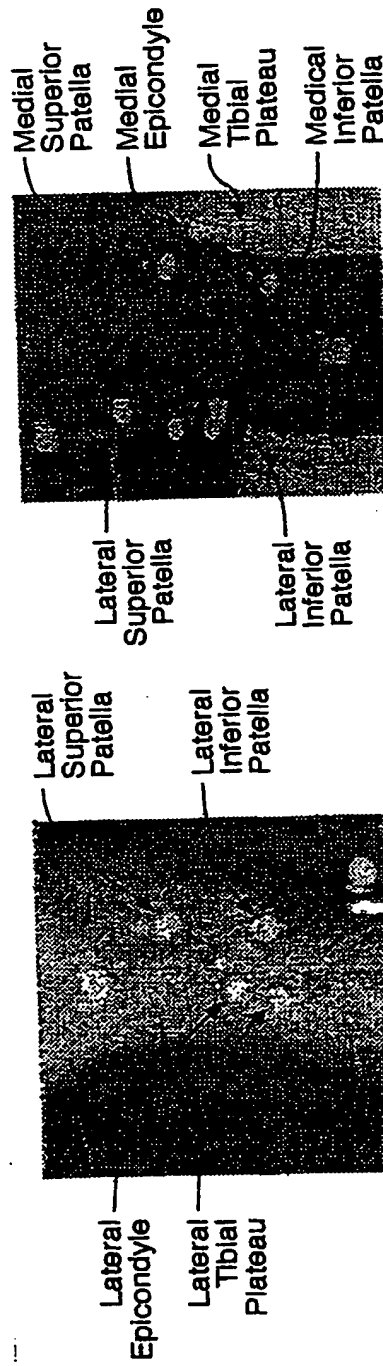 Lateral
Epicondyle
Lateral
Tibial
Plateau
Lateral
Superior
Patella
Lateral
Inferior
Patella
Lateral
Superior
Patella
Lateral
Inferior
Patella
Medial
Superior
Patella
Medial
Epicondyle
Medial
Tibial
Plateau
Medical
Inferior
Patella